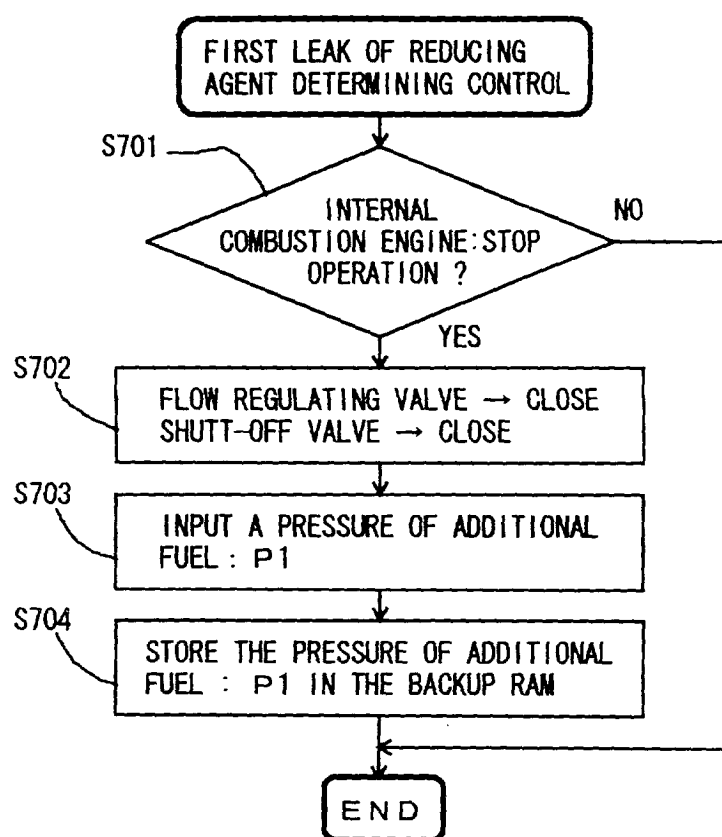 FIRST LEAK OF REDUCING
AGENT DETERMINING CONTROL
S701
INTERNAL
COMBUSTION ENGINE:STOP
OPERATION ?
NO
YES
S702
FLOW REGULATING VALVE → CLOSE
SHUTT-OFF VALVE → CLOSE
S703
INPUT A PRESSURE OF ADDITIONAL
FUEL : P1
S704
STORE THE PRESSURE OF ADDITIONAL
FUEL : P1 IN THE BACKUP RAM
END